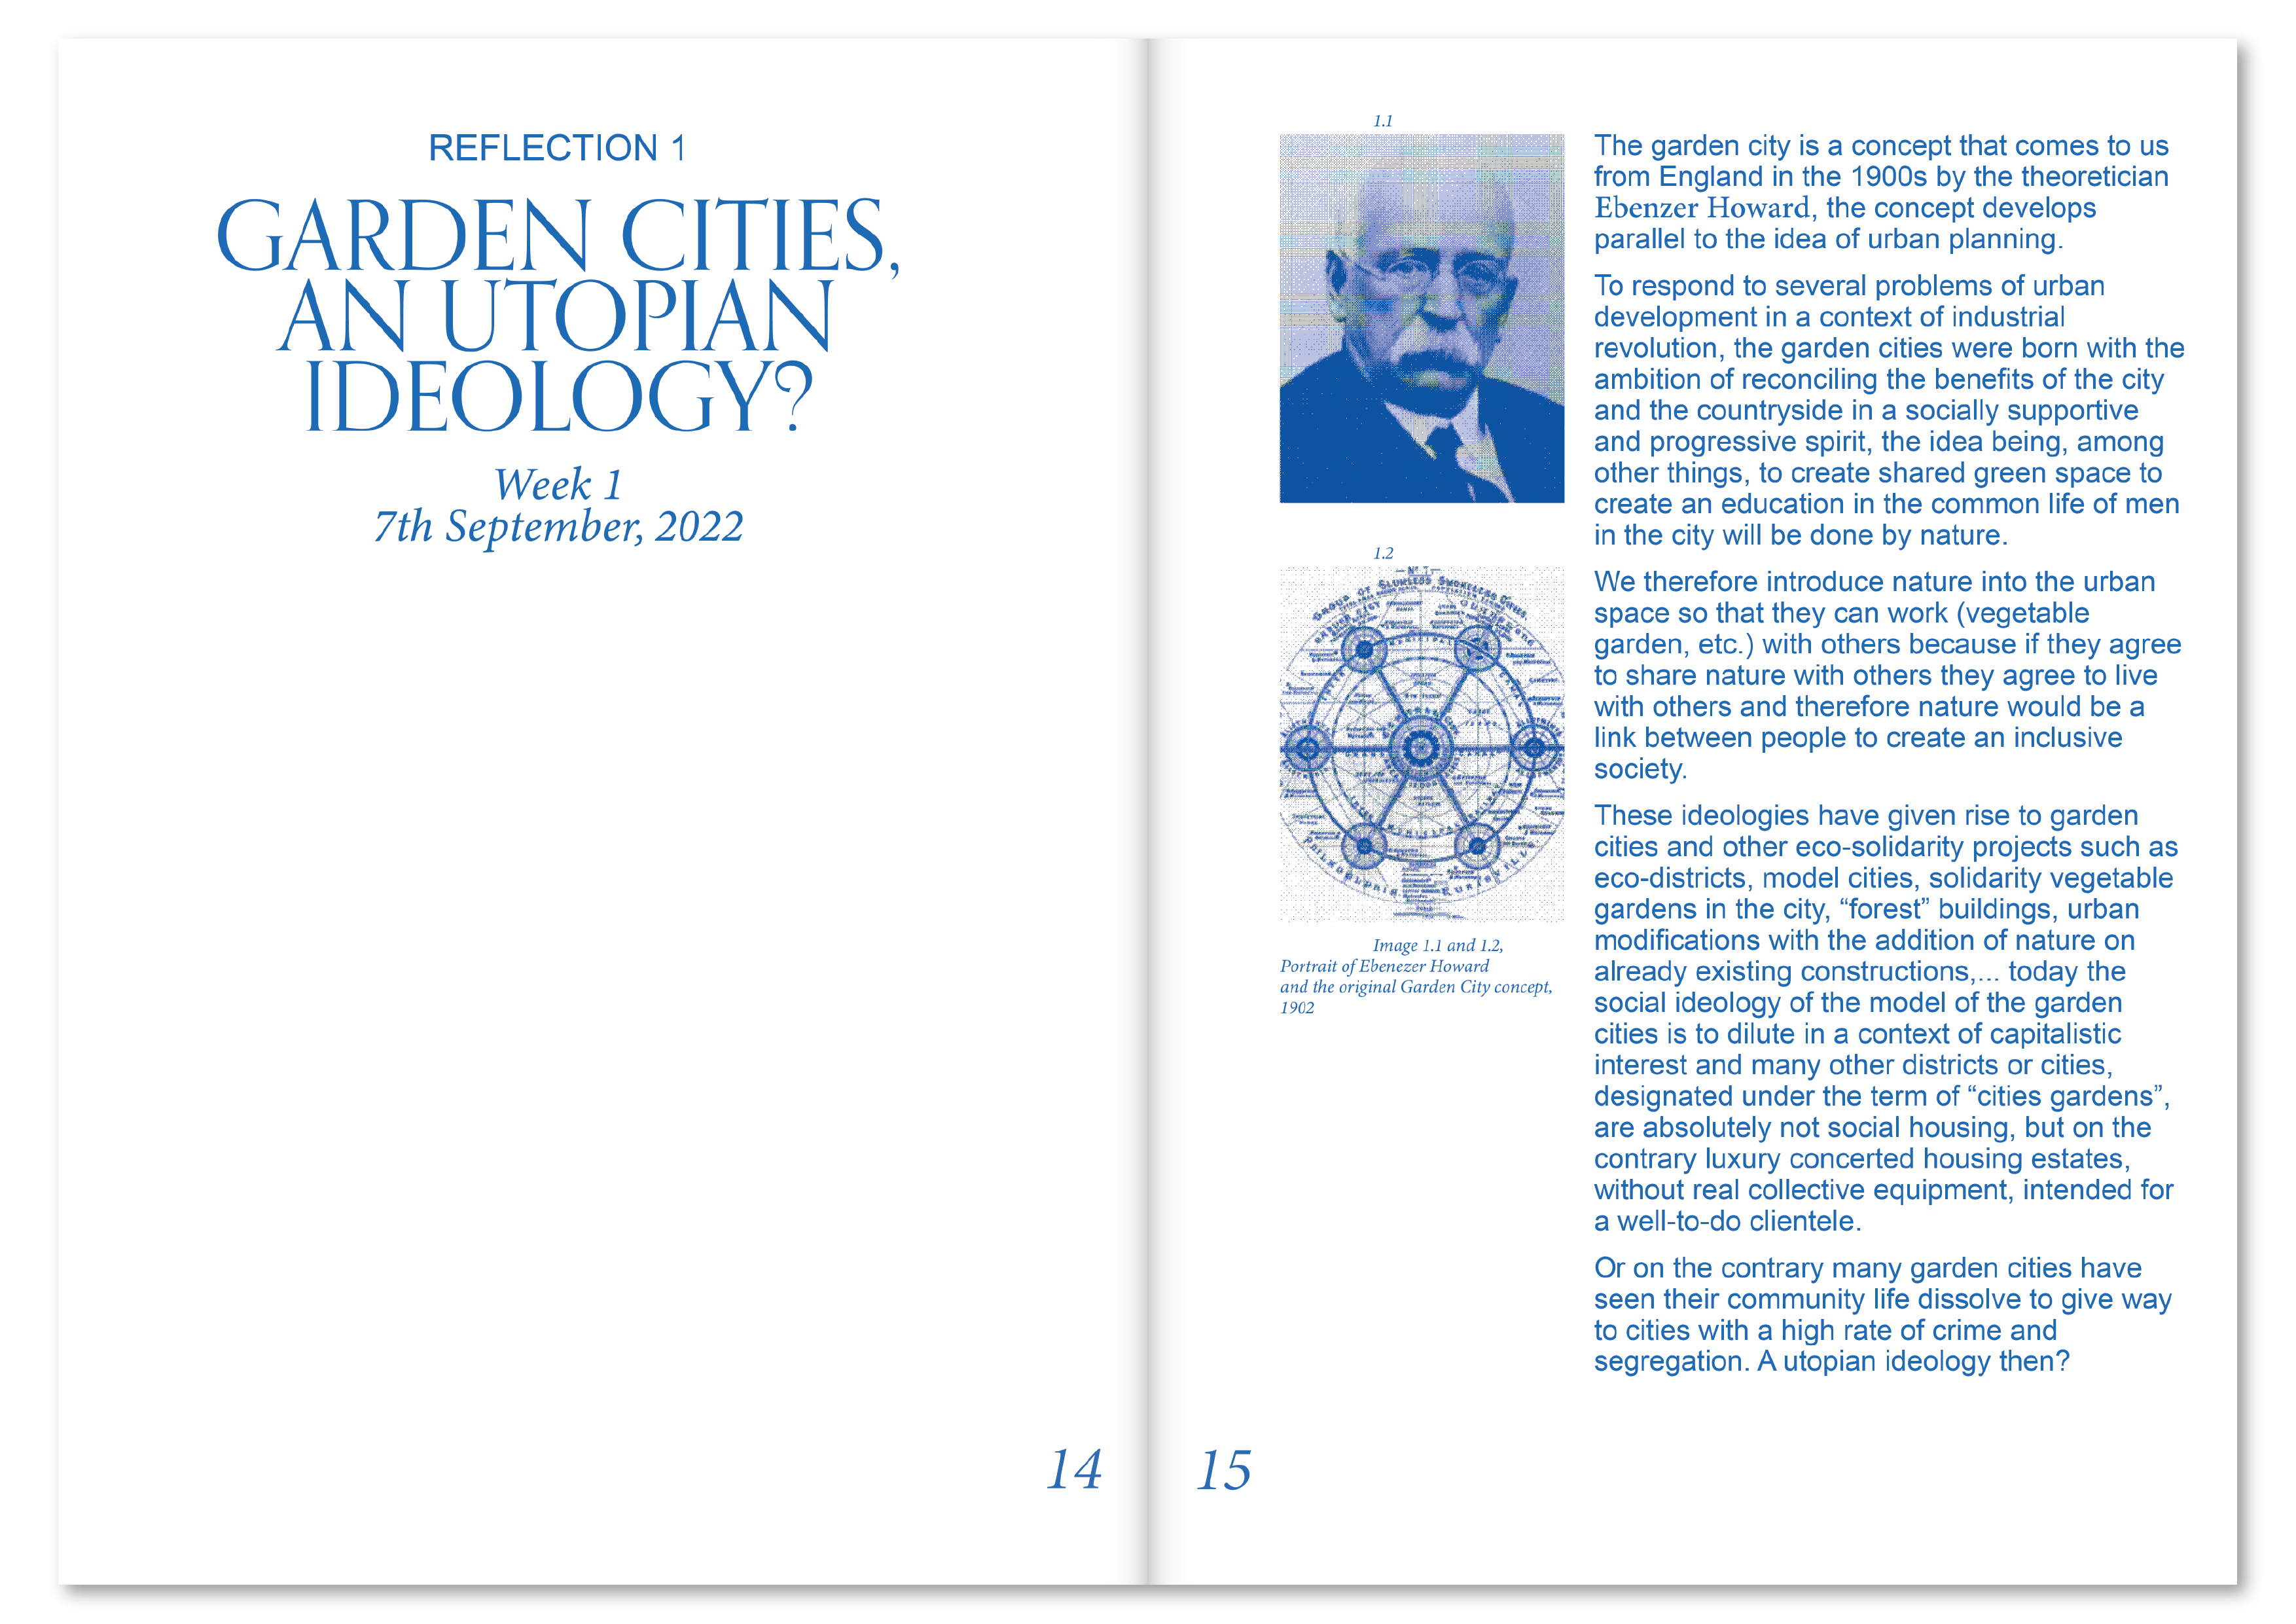 REFLECTION 1
GARDEN CITIES,
AN UTOPIAN
IDEOLOGY?
Week 1
7th September, 2022
14
1.1
1.2
Nº 7.
GROUP OF SLUMLESS SMOKELESS CITIES.
Image 1.1 and 1.2,
Portrait of Ebenezer Howard
and the original Garden City concept,
1902
The garden city is a concept that comes to us
from England in the 1900s by the theoretician
Ebenzer Howard, the concept develops
parallel to the idea of urban planning.
To respond to several problems of urban
development in a context of industrial
revolution, the garden cities were born with the
ambition of reconciling the benefits of the city
and the countryside in a socially supportive
and progressive spirit, the idea being, among
other things, to create shared green space to
create an education in the common life of men
in the city will be done by nature.
We therefore introduce nature into the urban
space so that they can work (vegetable
garden, etc.) with others because if they agree
to share nature with others they agree to live
with others and therefore nature would be a
link between people to create an inclusive
society.
These ideologies have given rise to garden
cities and other eco-solidarity projects such as
eco-districts, model cities, solidarity vegetable
gardens in the city, “forest” buildings, urban
modifications with the addition of nature on
already existing constructions,... today the
social ideology of the model of the garden
cities is to dilute in a context of capitalistic
interest and many other districts or cities,
designated under the term of “cities gardens”,
are absolutely not social housing, but on the
contrary luxury concerted housing estates,
without real collective equipment, intended for
a well-to-do clientele.
Or on the contrary many garden cities have
seen their community life dissolve to give way
to cities with a high rate of crime and
segregation. A utopian ideology then?
15